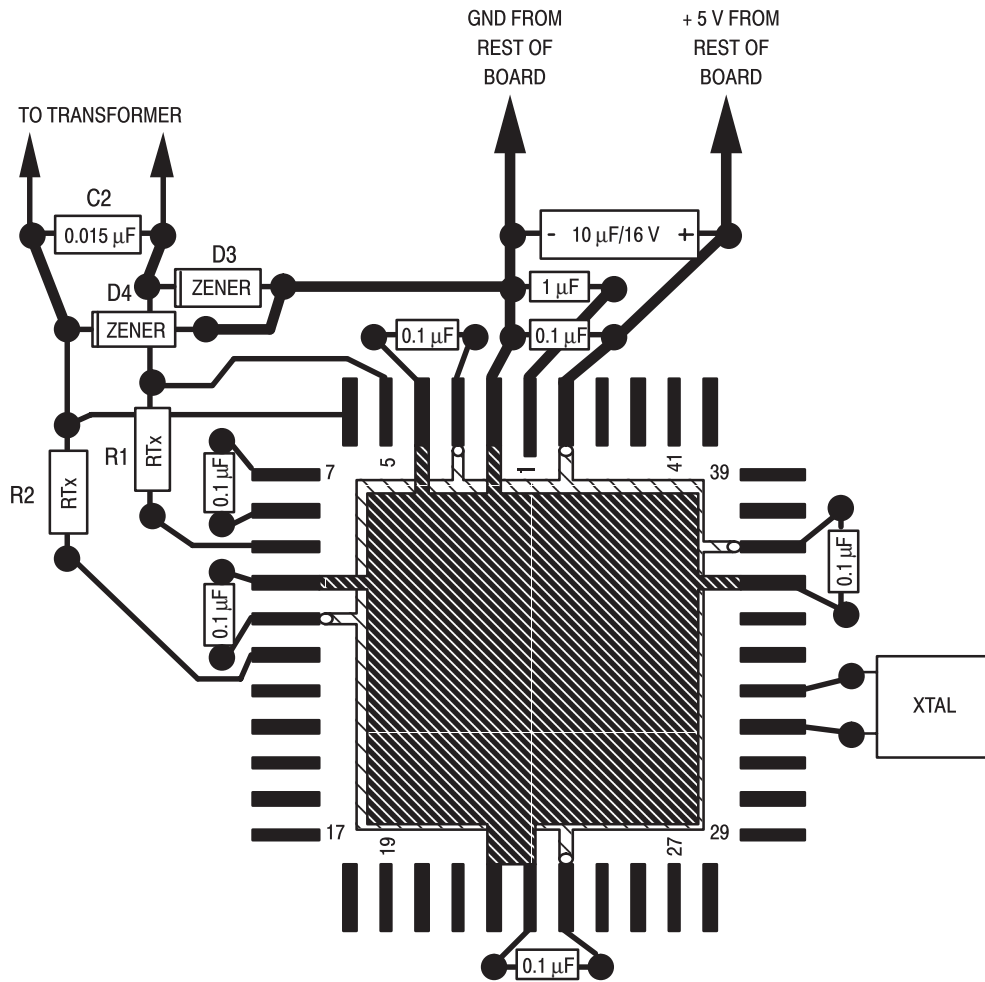 GND FROM
REST OF
BOARD
+ 5 V FROM
REST OF
BOARD
TO TRANSFORMER
C2
0.015 µF
- 10 µF/16 V +
D3
ZENER
1 µF
D4
ZENER
0.1 µF
0.1 µF
R1
RTx
R2
RTx
0.1 µF
7
5
1
41
39
0.1 µF
0.1 µF
XTAL
17
19
27
29
0.1 µF